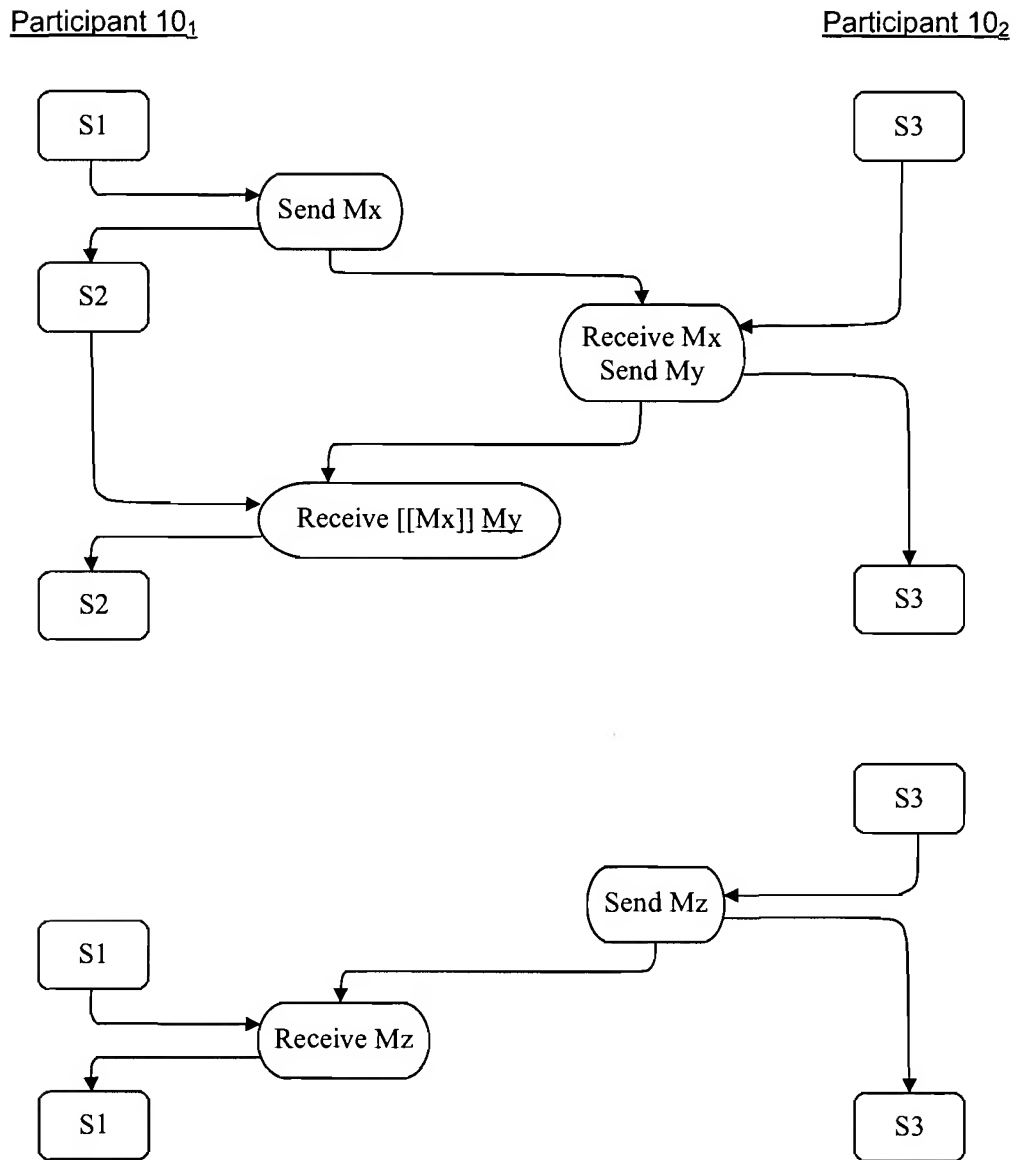 Participant 10₁
Participant 10₂
S1
S3
Send Mx
S2
Receive Mx
Send My
Receive [[Mx]] My
S2
S3
S3
Send Mz
S1
Receive Mz
S1
S3